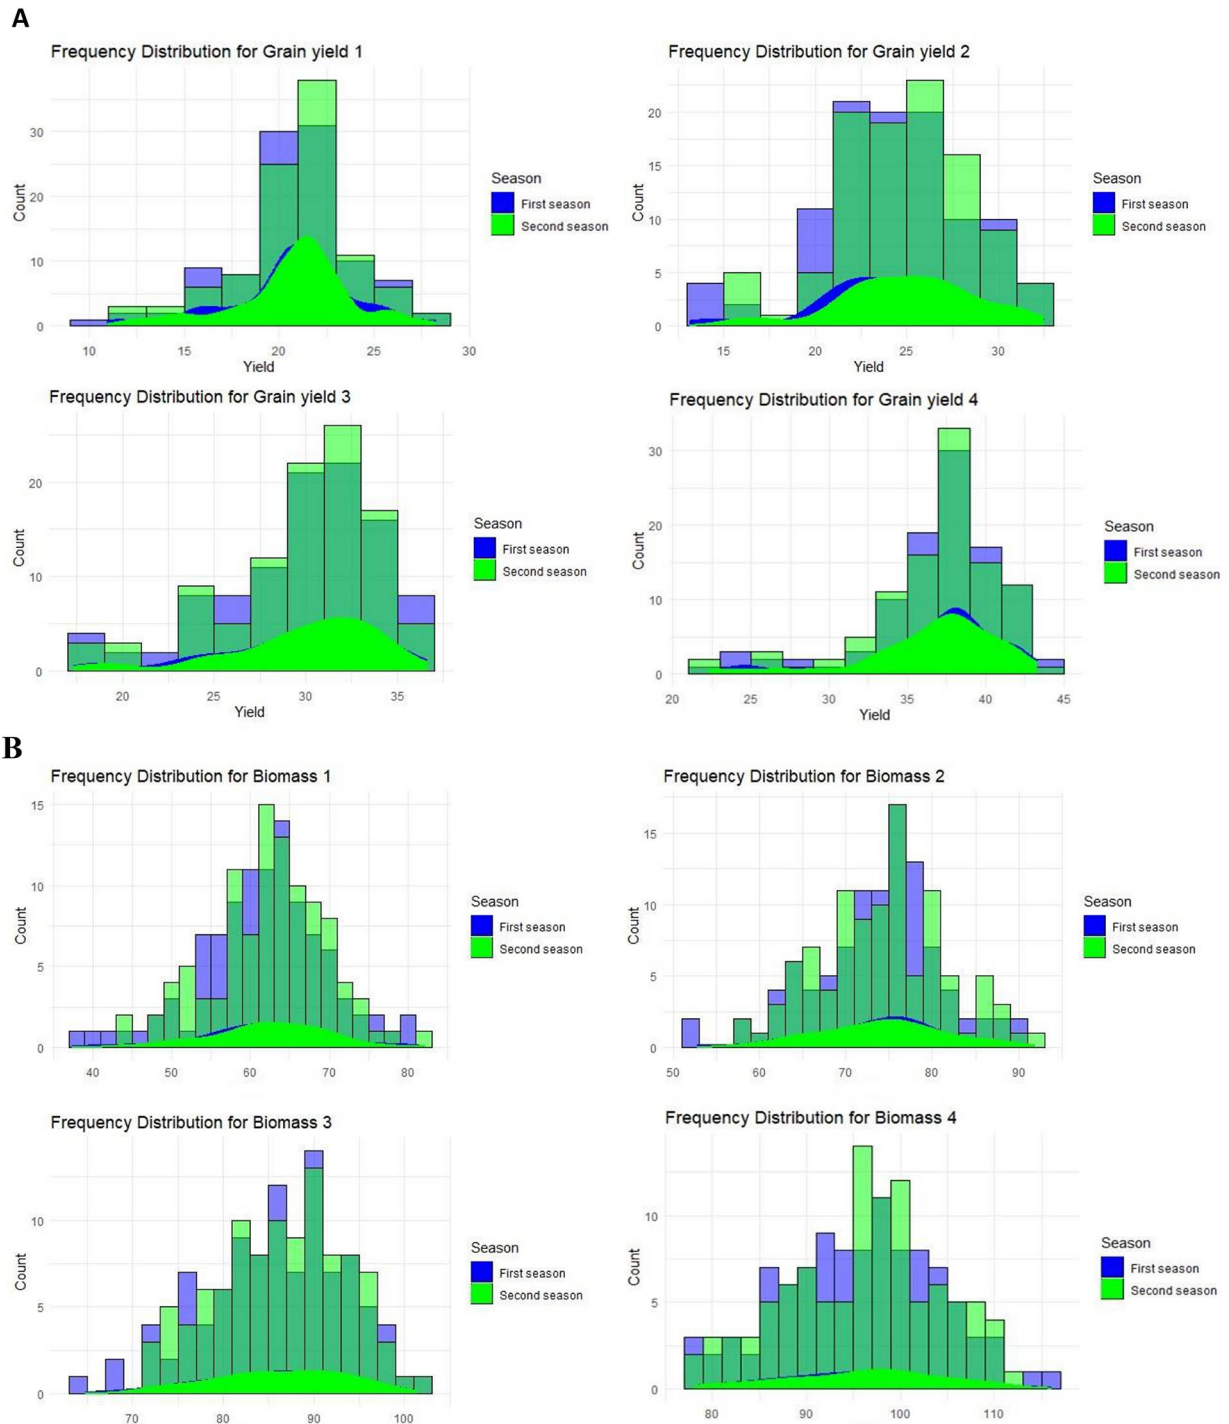 A
Frequency Distribution for Grain yield 1
Count
30
20
10
0
10 15 20 25 30
Yield
Season
First season
Second season
Frequency Distribution for Grain yield 2
Count
20
15
10
5
0
15 20 25 30
Yield
Season
First season
Second season
Frequency Distribution for Grain yield 3
Count
20
10
0
20 25 30 35
Yield
Season
First season
Second season
Frequency Distribution for Grain yield 4
Count
30
20
10
0
20 25 30 35 40 45
Yield
Season
First season
Second season
B
Frequency Distribution for Biomass 1
Count
15
10
5
0
40 50 60 70 80
Season
First season
Second season
Frequency Distribution for Biomass 2
Count
15
10
5
0
50 60 70 80 90
Season
First season
Second season
Frequency Distribution for Biomass 3
Count
10
5
0
70 80 90 100
Season
First season
Second season
Frequency Distribution for Biomass 4
Count
10
5
0
80 90 100 110
Season
First season
Second season